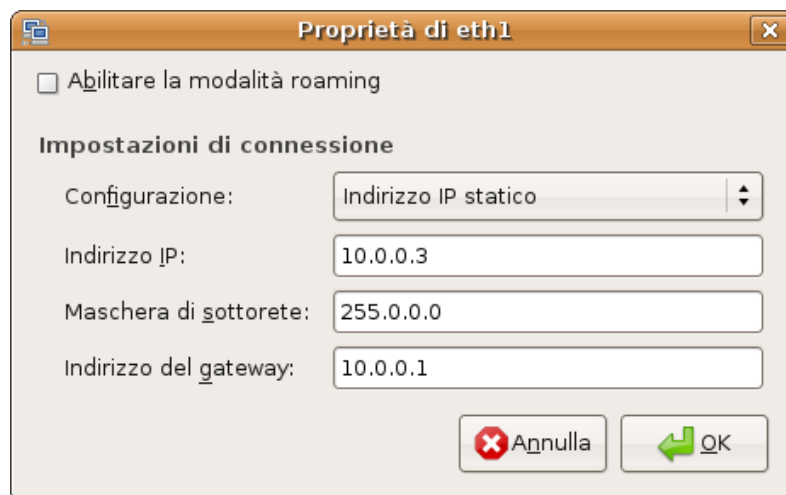 Proprietà di eth1
Abilitare la modalità roaming
Impostazioni di connessione
Configurazione: Indirizzo IP statico
Indirizzo IP: 10.0.0.3
Maschera di sottorete: 255.0.0.0
Indirizzo del gateway: 10.0.0.1
Annulla OK